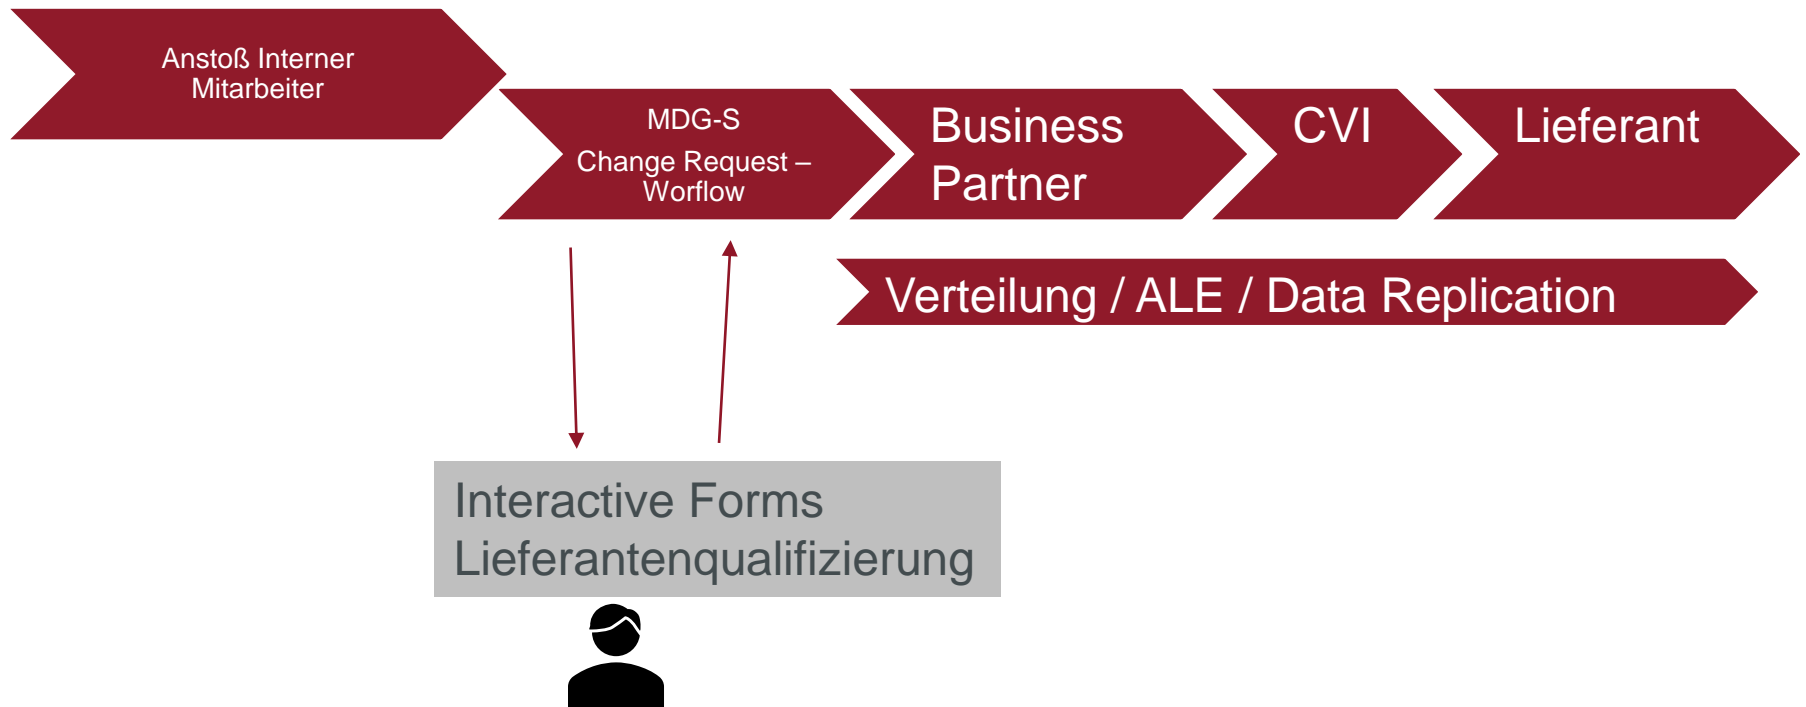 Anstoß Interner
Mitarbeiter
MDG-S
Change Request –
Worflow
Business
Partner
CVI
Lieferant
Verteilung / ALE / Data Replication
Interactive Forms
Lieferantenqualifizierung